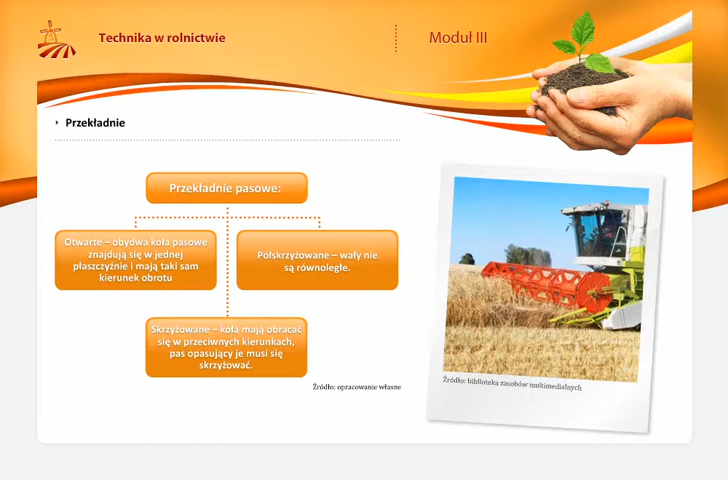 Technika w rolnictwie
Moduł III
Przekładnie
Przekładnie pasowe:
Otwarte – obydwa koła pasowe
znajdują się w jednej
płaszczyźnie i mają taki sam
kierunek obrotu
Półskrzyżowane – wały nie
są równoległe.
Skrzyżowane – koła mają obracać
się w przeciwnych kierunkach,
pas opasujący je musi się
skrzyżować.
Źródło: opracowanie własne
Źródło: biblioteka zasobów multimedialnych